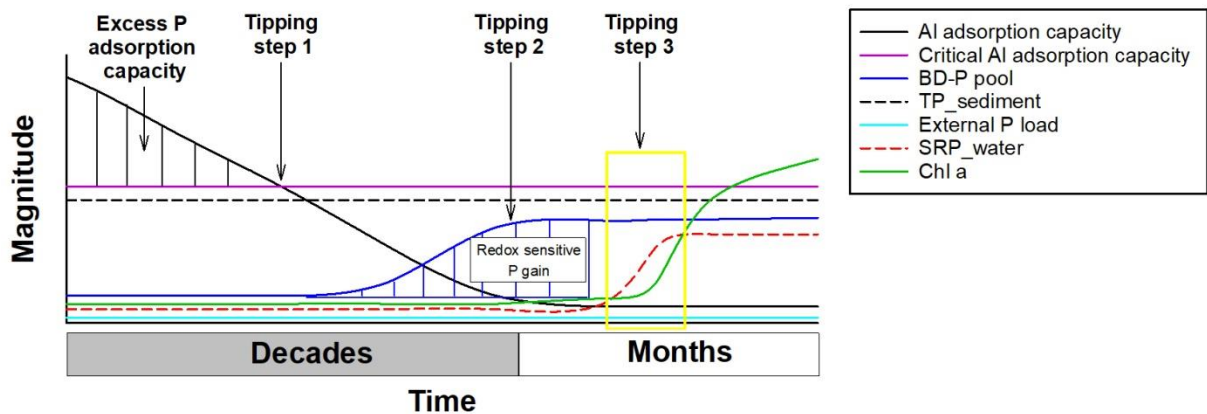 Excess P
adsorption
capacity
Tipping
step 1
Tipping
step 2
Tipping
step 3
Al adsorption capacity
Critical Al adsorption capacity
BD-P pool
TP_sediment
External P load
SRP_water
Chl a
Magnitude
Redox sensitive
P gain
Decades
Months
Time